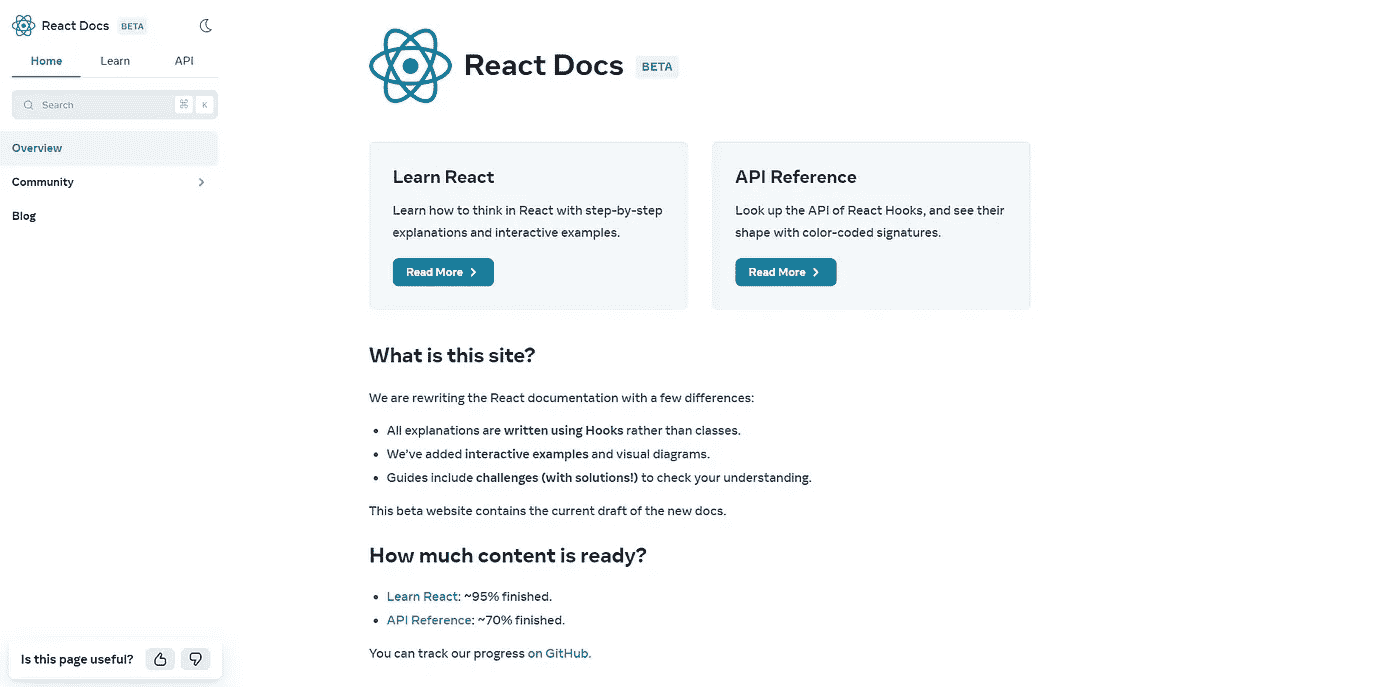 React Docs BETA
Home Learn API
Search ⌘ K
Overview
Community
Blog
Is this page useful?
React Docs BETA
Learn React
Learn how to think in React with step-by-step
explanations and interactive examples.
Read More
API Reference
Look up the API of React Hooks, and see their
shape with color-coded signatures.
Read More
What is this site?
We are rewriting the React documentation with a few differences:
• All explanations are written using Hooks rather than classes.
• We've added interactive examples and visual diagrams.
• Guides include challenges (with solutions!) to check your understanding.
This beta website contains the current draft of the new docs.
How much content is ready?
• Learn React: ~95% finished.
• API Reference: ~70% finished.
You can track our progress on GitHub.